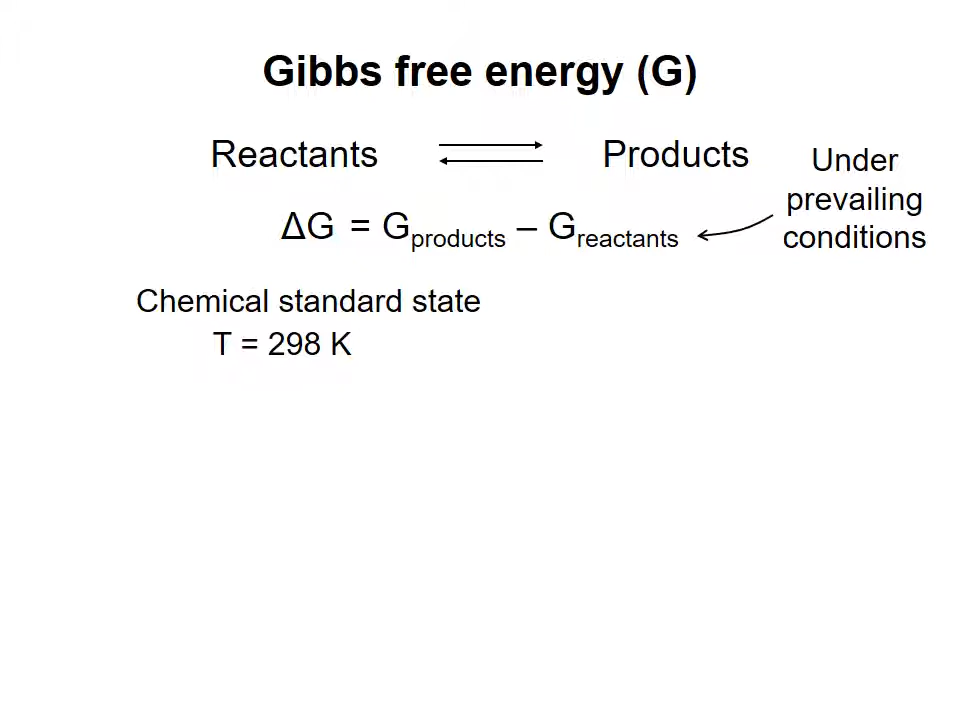 Gibbs free energy (G)
Reactants ⇌ Products
Under
prevailing
conditions
ΔG = Gproducts – Greactants
Chemical standard state
T = 298 K